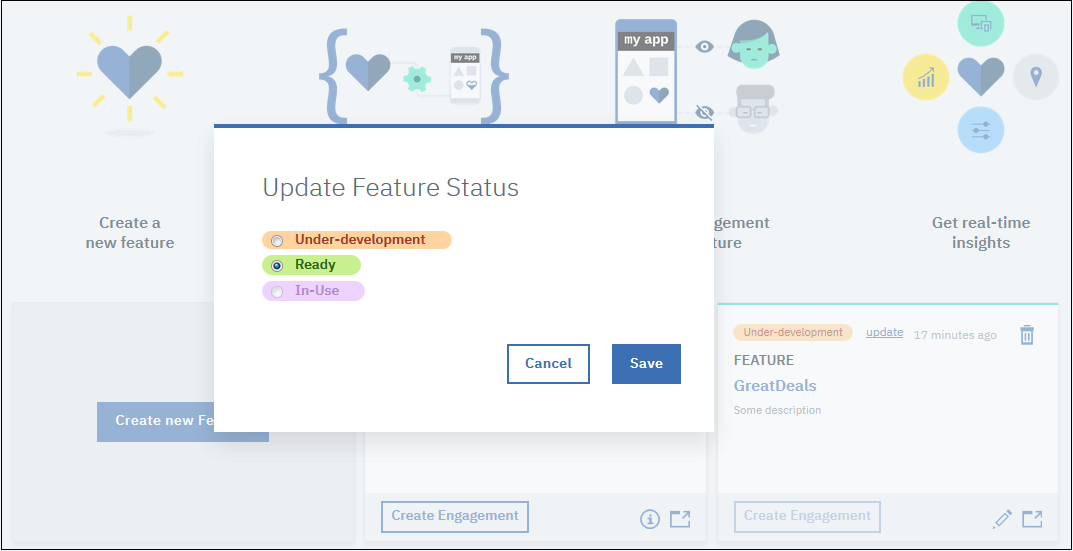 my app
my app
Create a
new feature
gement
ture
Get real-time
insights
Update Feature Status
Under-development
Ready
In-Use
Cancel
Save
Create new Fe
Create Engagement
Under-development update 17 minutes ago
FEATURE
GreatDeals
Some description
Create Engagement